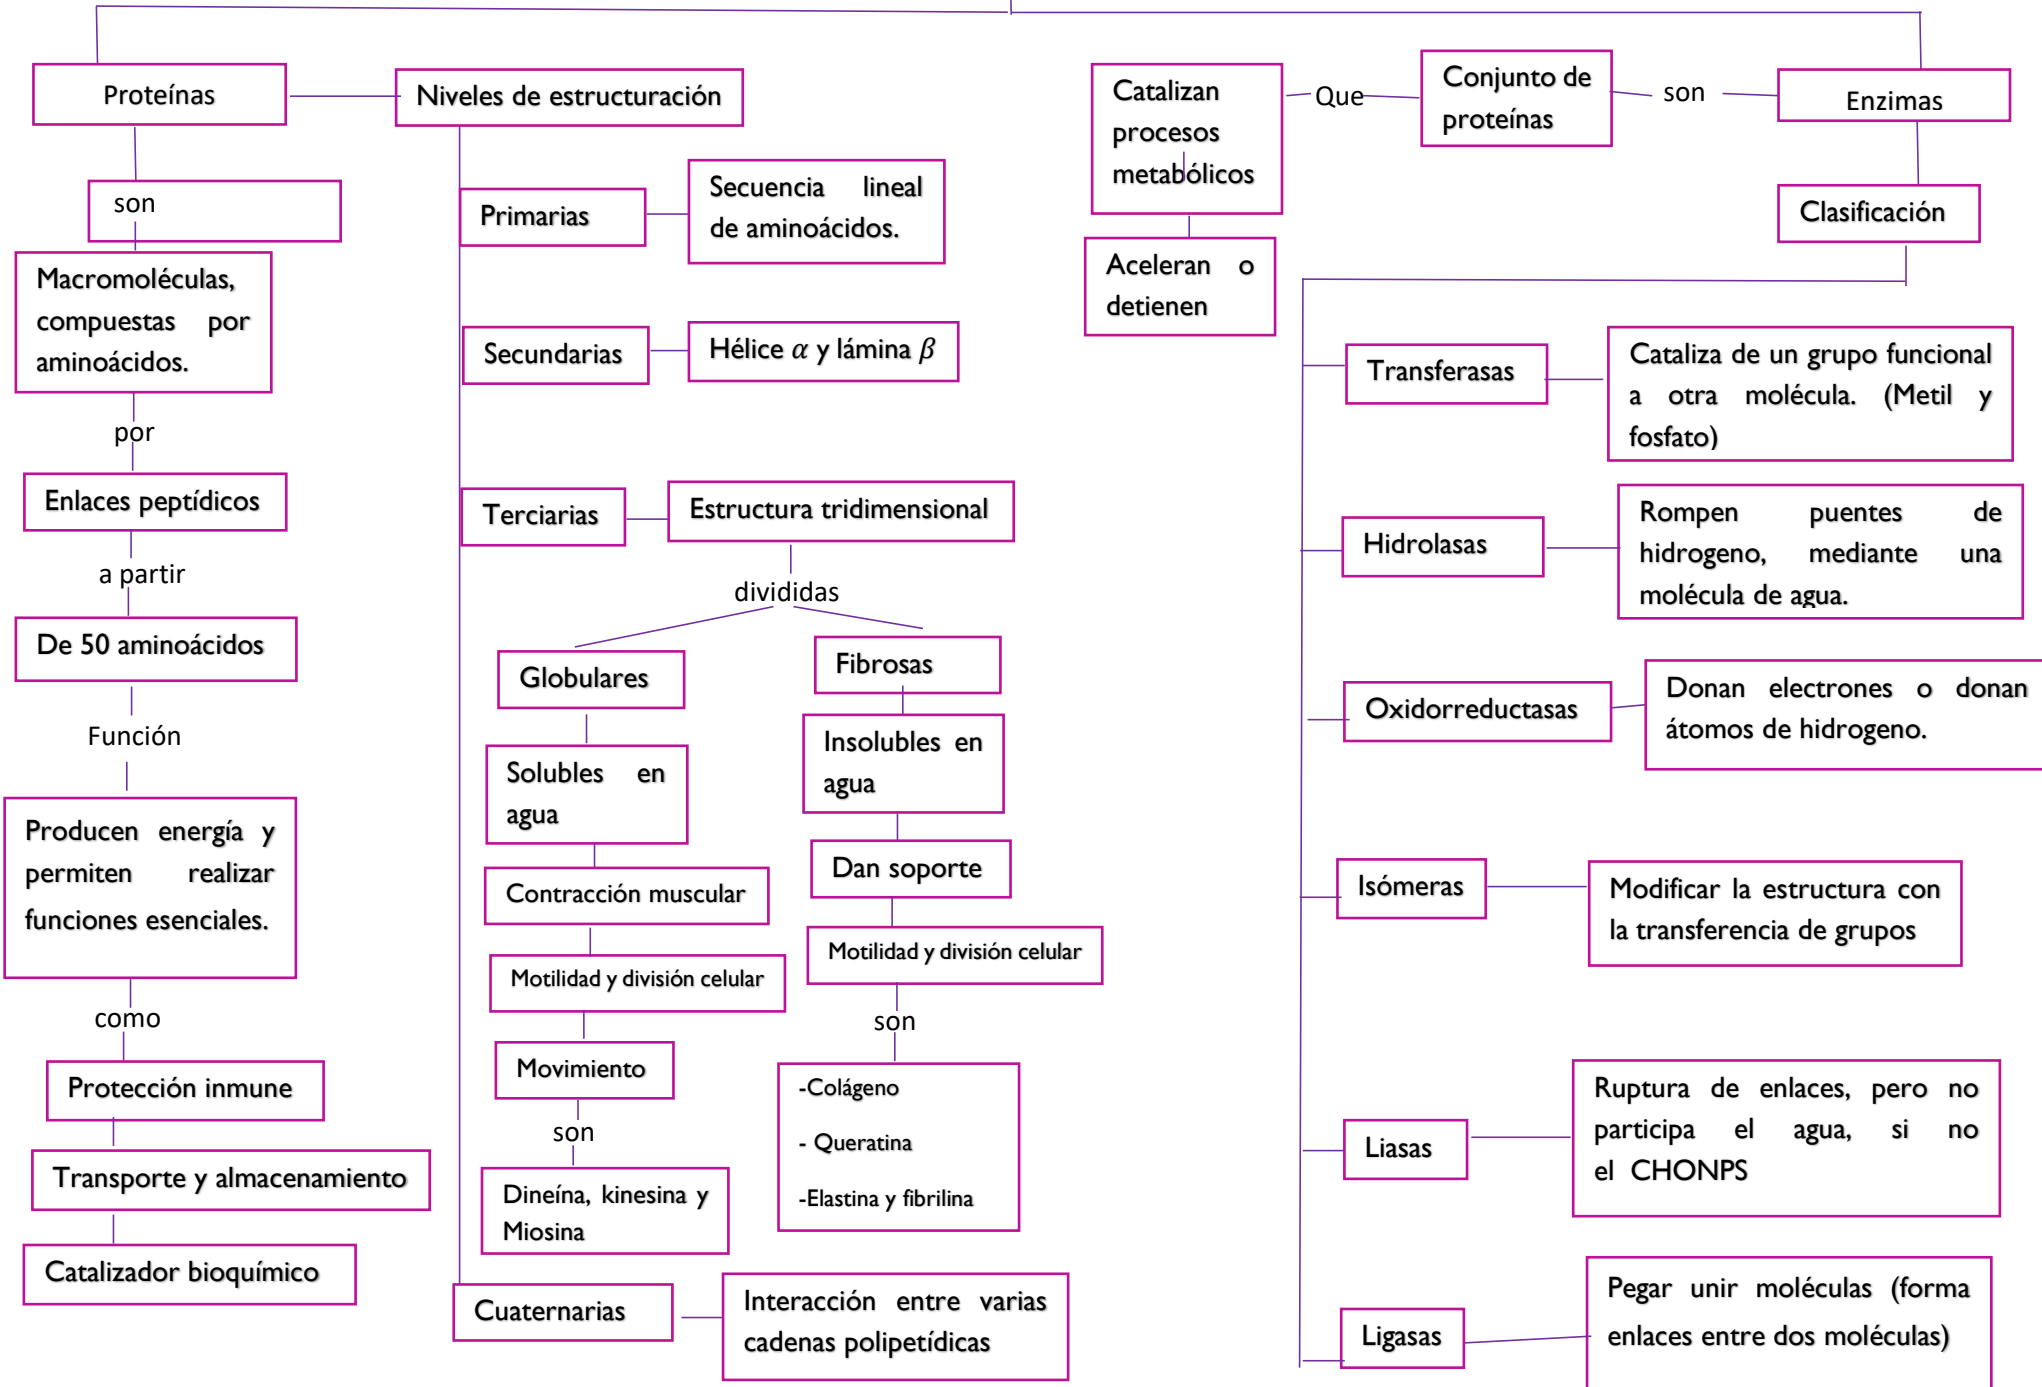 Proteínas
son
Macromoléculas,
compuestas por
aminoácidos.
por
Enlaces peptídicos
a partir
De 50 aminoácidos
Función
Producen energía y
permiten realizar
funciones esenciales.
como
Protección inmune
Transporte y almacenamiento
Catalizador bioquímico
Niveles de estructuración
Primarias
Secuencia lineal
de aminoácidos.
Secundarias
Hélice α y lámina β
Terciarias
Estructura tridimensional
divididas
Globulares
Solubles en
agua
Contracción muscular
Motilidad y división celular
Movimiento
son
Dineína, kinesina y
Miosina
Fibrosas
Insolubles en
agua
Dan soporte
Motilidad y división celular
son
-Colágeno
- Queratina
-Elastina y fibrilina
Cuaternarias
Interacción entre varias
cadenas polipetídicas
Enzimas
son
Conjunto de
proteínas
Que
Catalizan
procesos
metabólicos
Aceleran o
detienen
Clasificación
Transferasas
Cataliza de un grupo funcional
a otra molécula. (Metil y
fosfato)
Hidrolasas
Rompen puentes de
hidrogeno, mediante una
molécula de agua.
Oxidorreductasas
Donan electrones o donan
átomos de hidrogeno.
Isómeras
Modificar la estructura con
la transferencia de grupos
Liasas
Ruptura de enlaces, pero no
participa el agua, si no
el CHONPS
Ligasas
Pegar unir moléculas (forma
enlaces entre dos moléculas)